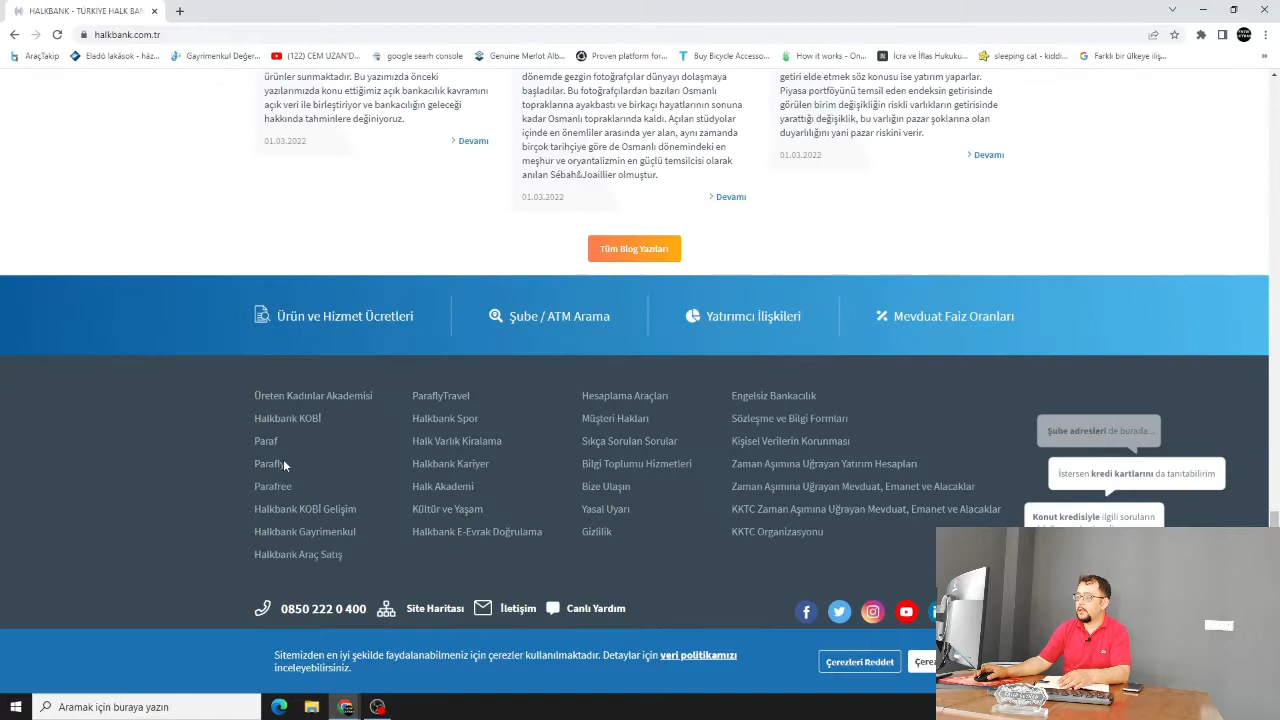 HALKBANK - TÜRKİYE HALK BAN
halkbank.com.tr
AraçTakip
Eladó lakások - ház...
Gayrimenkul Değer...
(122) CEM UZAN'D...
google searh console
Genuine Merlot Alb...
Proven platform for...
Buy Bicycle Accesso...
How it works - On...
İcra ve İflas Hukuku...
sleeping cat - kiddi...
Farklı bir ülkeye iliş...
»
ürünler sunmaktadır. Bu yazımızda önceki
yazılarımızda konu ettiğimiz açık bankacılık kavramını
açık veri ile birleştiriyor ve bankacılığın geleceği
hakkında tahminlere değiniyoruz.
01.03.2022
Devamı
dönemde gezgin fotoğrafçılar dünyayı dolaşmaya
başladılar. Bu fotoğrafçılardan bazıları Osmanlı
topraklarına ayakbastı ve birkaçı hayatlarının sonuna
kadar Osmanlı topraklarında kaldı. Açılan stüdyolar
içinde en önemliler arasında yer alan, aynı zamanda
birçok tarihçiye göre de Osmanlı dönemindeki en
meşhur ve oryantalizmin en güçlü temsilcisi olarak
anılan Sébah&Joaillier olmuştur.
01.03.2022
Devamı
getiri elde etmek söz konusu ise yatırım yaparlar.
Piyasa portföyünü temsil eden endeksin getirisinde
görülen birim değişikliğin riskli varlıkların getirisinde
yarattığı değişiklik, bu varlığın pazar şoklarına olan
duyarlılığını yani pazar riskini verir.
01.03.2022
Devamı
Tüm Blog Yazıları
Ürün ve Hizmet Ücretleri
Şube / ATM Arama
Yatırımcı İlişkileri
Mevduat Faiz Oranları
Üreten Kadınlar Akademisi
Halkbank KOBİ
Paraf
Parafly
Parafree
Halkbank KOBİ Gelişim
Halkbank Gayrimenkul
Halkbank Araç Satış
ParaflyTravel
Halkbank Spor
Halk Varlık Kiralama
Halkbank Kariyer
Halk Akademi
Kültür ve Yaşam
Halkbank E-Evrak Doğrulama
Hesaplama Araçları
Müşteri Hakları
Sıkça Sorulan Sorular
Bilgi Toplumu Hizmetleri
Bize Ulaşın
Yasal Uyarı
Gizlilik
Engelsiz Bankacılık
Sözleşme ve Bilgi Formları
Kişisel Verilerin Korunması
Zaman Aşımına Uğrayan Yatırım Hesapları
Zaman Aşımına Uğrayan Mevduat, Emanet ve Alacaklar
KKTC Zaman Aşımına Uğrayan Mevduat, Emanet ve Alacaklar
KKTC Organizasyonu
Şube adresleri de burada...
İstersen kredi kartlarını da tanıtabilirim
Konut kredisiyle ilgili soruların
0850 222 0 400
Site Haritası
İletişim
Canlı Yardım
Sitemizden en iyi şekilde faydalanabilmeniz için çerezler kullanılmaktadır. Detaylar için veri politikamızı
inceleyebilirsiniz.
Çerezleri Reddet
Çerez
Aramak için buraya yazın